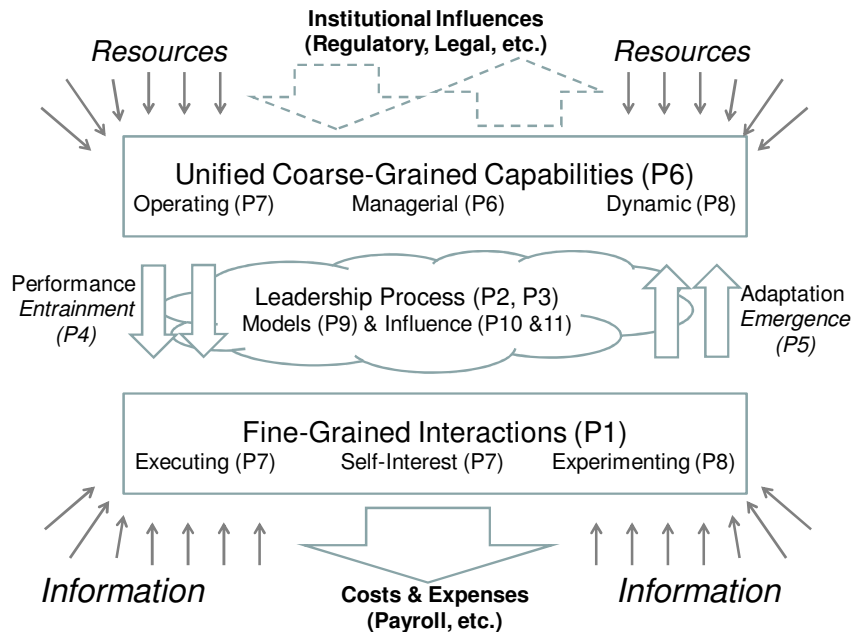 Institutional Influences
(Regulatory, Legal, etc.)
Resources
Resources
Unified Coarse-Grained Capabilities (P6)
Operating (P7) Managerial (P6) Dynamic (P8)
Performance
Entrainment
(P4)
Leadership Process (P2, P3)
Models (P9) & Influence (P10 &11)
Adaptation
Emergence
(P5)
Fine-Grained Interactions (P1)
Executing (P7) Self-Interest (P7) Experimenting (P8)
Information
Information
Costs & Expenses
(Payroll, etc.)